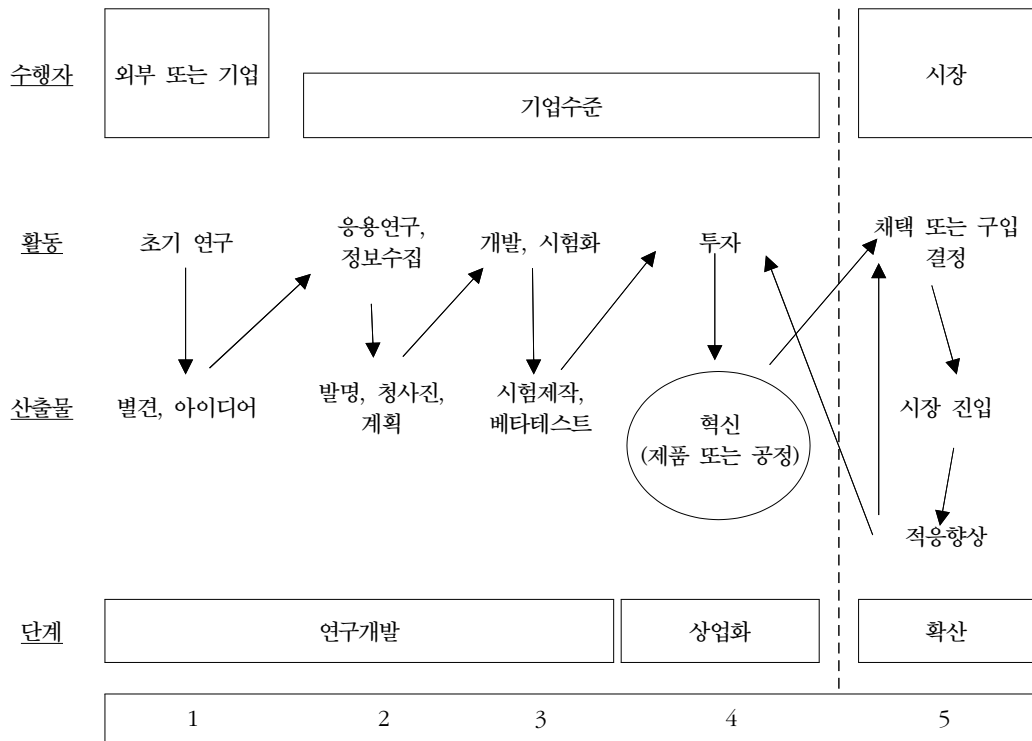 수행자
외부 또는 기업
기업수준
시장
활동
초기 연구
응용연구,
정보수집
개발, 시험화
투자
채택 또는 구입
결정
산출물
별견, 아이디어
발명, 청사진,
계획
시험제작,
베타테스트
혁신
(제품 또는 공정)
시장 진입
적응향상
단계
연구개발
상업화
확산
1 2 3 4 5